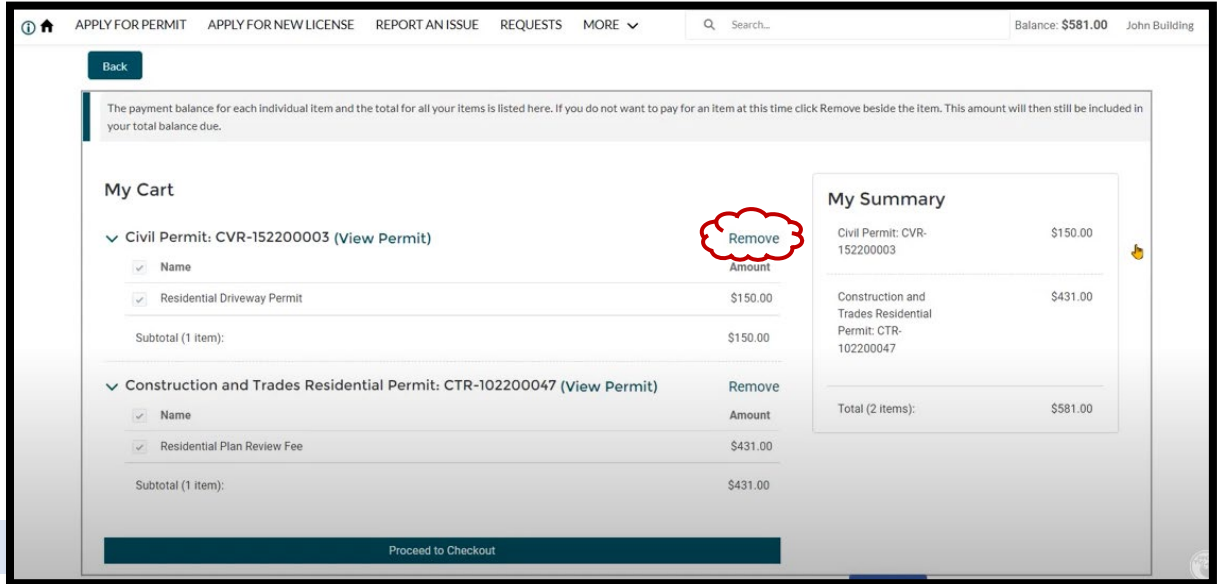 APPLY FOR PERMIT APPLY FOR NEW LICENSE REPORT AN ISSUE REQUESTS MORE Search... Balance: $581.00 John Building
Back
The payment balance for each individual item and the total for all your items is listed here. If you do not want to pay for an item at this time click Remove beside the item. This amount will then still be included in
your total balance due.
My Cart
Civil Permit: CVR-152200003 (View Permit) Remove
Name Amount
Residential Driveway Permit $150.00
Subtotal (1 item): $150.00
Construction and Trades Residential Permit: CTR-102200047 (View Permit) Remove
Name Amount
Residential Plan Review Fee $431.00
Subtotal (1 item): $431.00
Proceed to Checkout
My Summary
Civil Permit: CVR- $150.00
152200003
Construction and $431.00
Trades Residential
Permit: CTR-
102200047
Total (2 items): $581.00